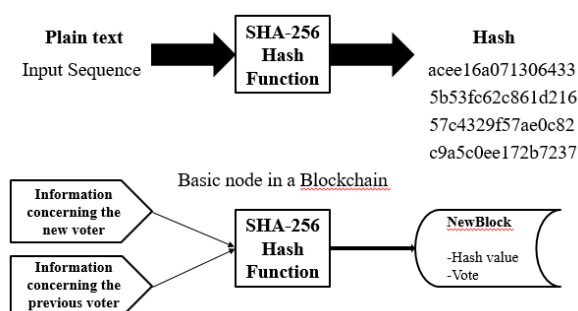 Plain text
Input Sequence
SHA-256
Hash
Function
Hash
acee16a071306433
5b53fc62c861d216
57c4329f57ae0c82
c9a5c0ee172b7237
Basic node in a Blockchain
Information
concerning the
new voter
Information
concerning the
previous voter
SHA-256
Hash
Function
NewBlock
-Hash value
-Vote